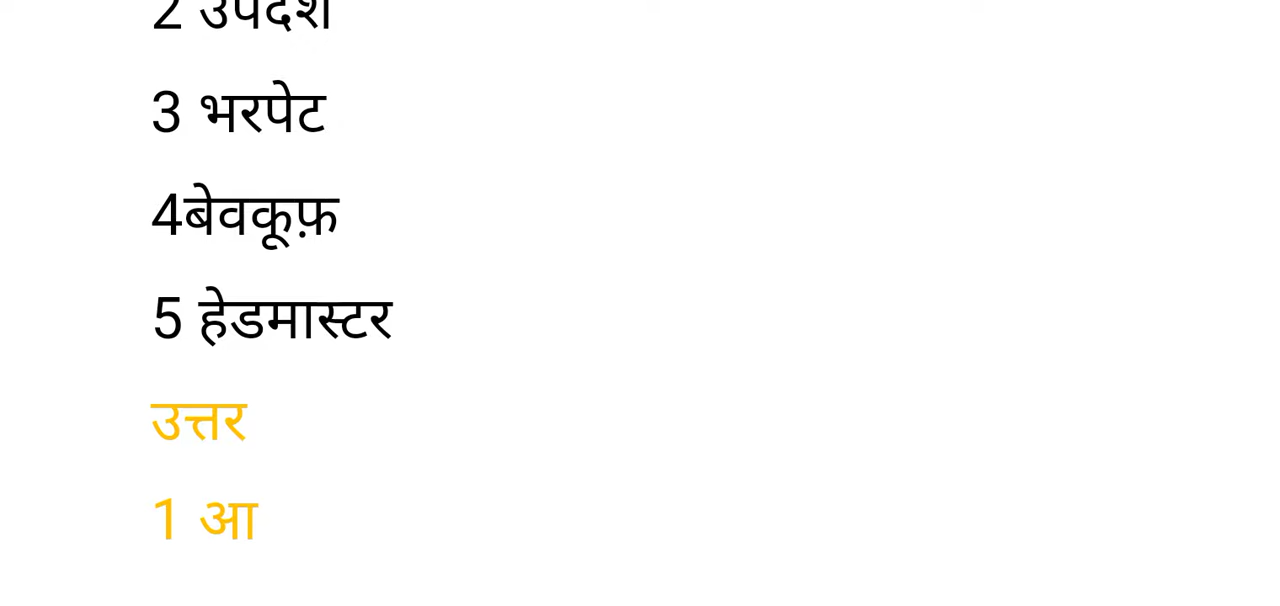 2 उपदेश
3 भरपेट
4बेवकूफ़
5 हेडमास्टर
उत्तर
1 आ